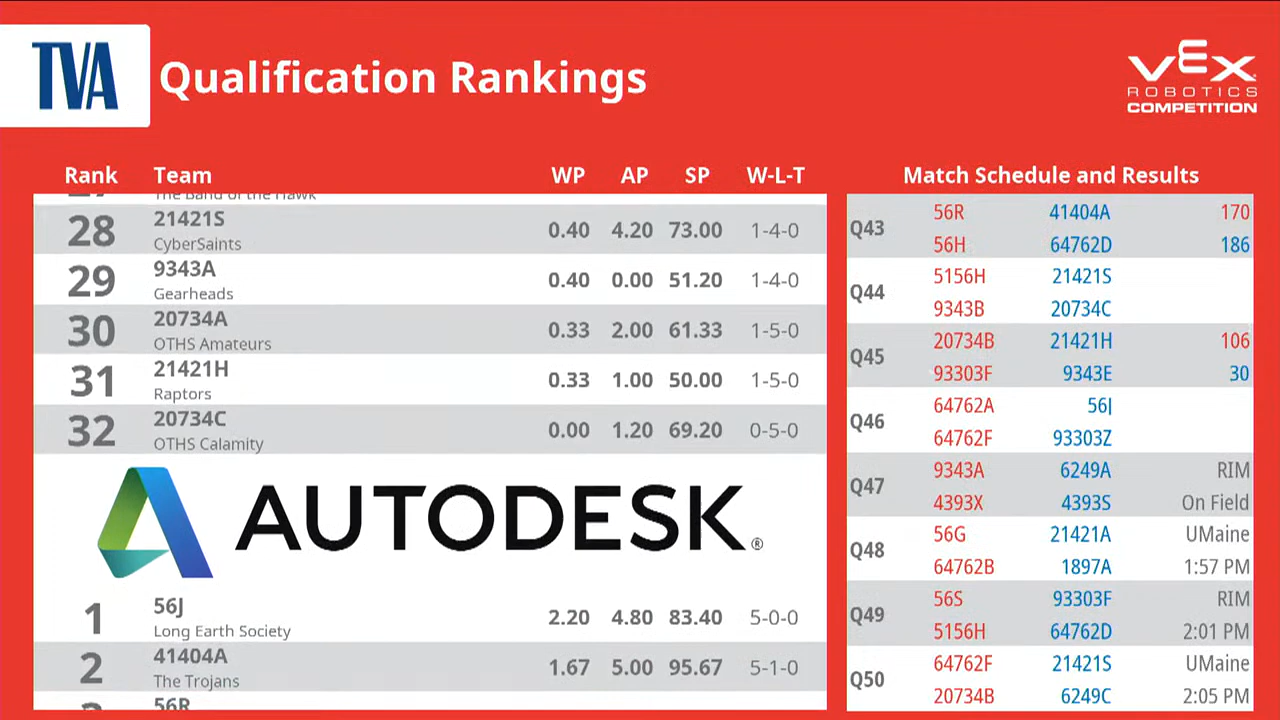 TVA
Qualification Rankings
VEX ROBOTICS COMPETITION
Rank Team WP AP SP W-L-T
The Band of the Hawk
28 21421S CyberSaints 0.40 4.20 73.00 1-4-0
29 9343A Gearheads 0.40 0.00 51.20 1-4-0
30 20734A OTHS Amateurs 0.33 2.00 61.33 1-5-0
31 21421H Raptors 0.33 1.00 50.00 1-5-0
32 20734C OTHS Calamity 0.00 1.20 69.20 0-5-0
AUTODESK®
1 56J Long Earth Society 2.20 4.80 83.40 5-0-0
2 41404A The Trojans 1.67 5.00 95.67 5-1-0
56R
Match Schedule and Results
Q43
56R 41404A 170
56H 64762D 186
Q44
5156H 21421S
9343B 20734C
Q45
20734B 21421H 106
93303F 9343E 30
Q46
64762A 56J
64762F 93303Z
Q47
9343A 6249A RIM
4393X 4393S On Field
Q48
56G 21421A UMaine
64762B 1897A 1:57 PM
Q49
56S 93303F RIM
5156H 64762D 2:01 PM
Q50
64762F 21421S UMaine
20734B 6249C 2:05 PM